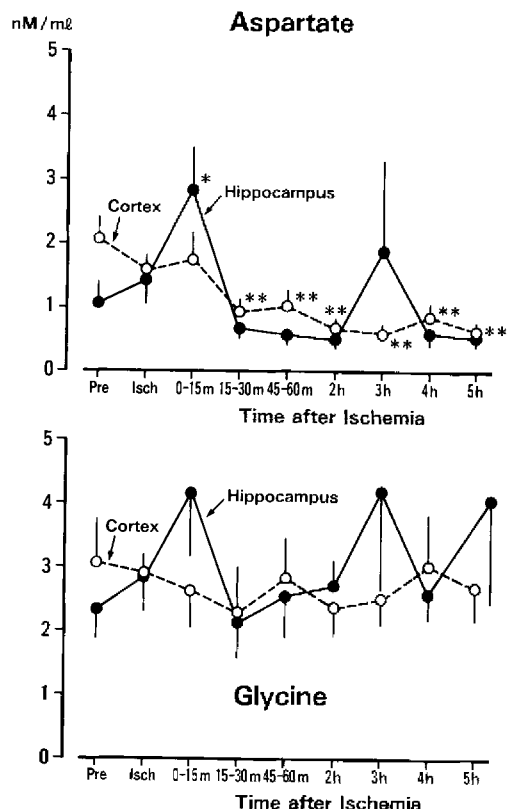 nM/mℓ
Aspartate
5
4
3
2
1
0
*
Hippocampus
Cortex
**
**
**
**
**
**
Pre Isch 0-15m 15-30m 45-60m 2h 3h 4h 5h
Time after Ischemia
5
4
3
2
1
0
Hippocampus
Cortex
Glycine
Pre Isch 0-15m 15-30m 45-60m 2h 3h 4h 5h
Time after Ischemia